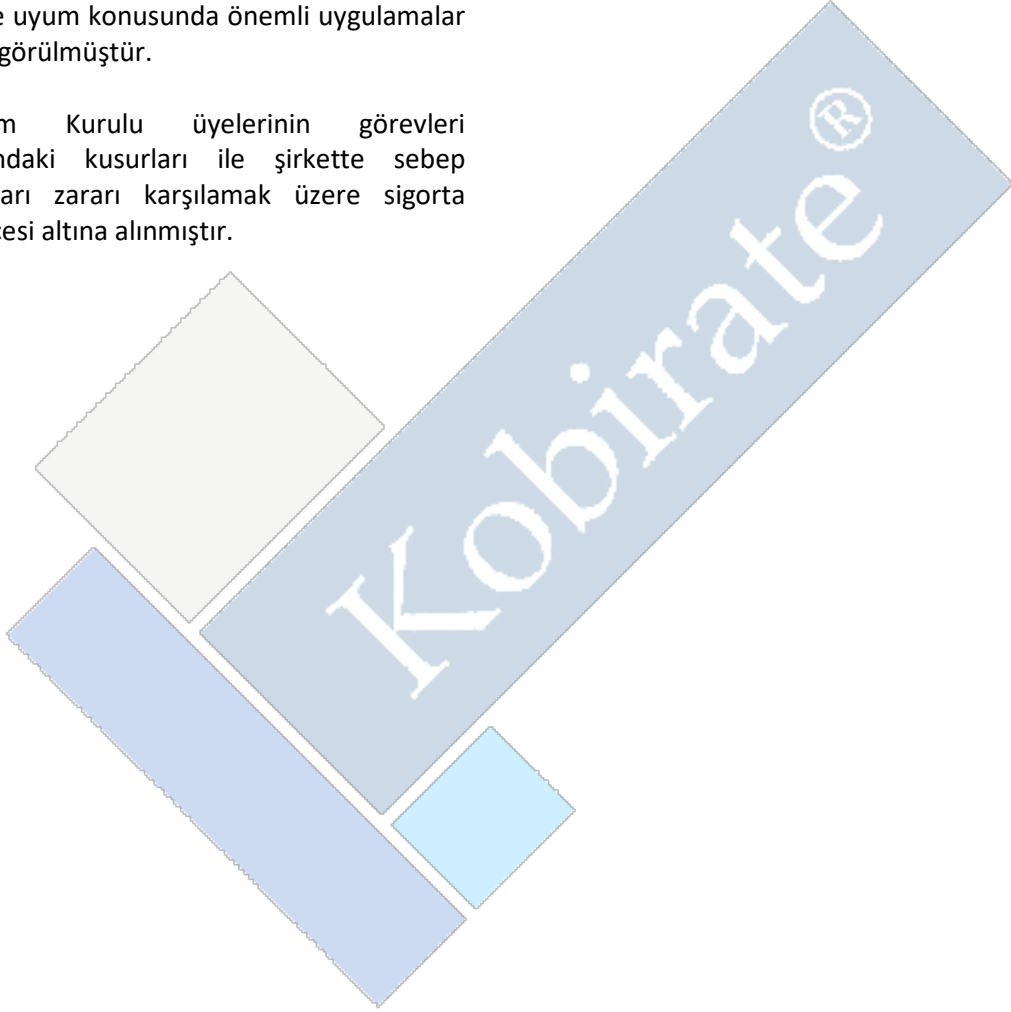 e uyum konusunda önemli uygulamalar
görülmüştür.
m Kurulu üyelerinin görevleri
ndaki kusurları ile şirkette sebep
arı zararı karşılamak üzere sigorta
esi altına alınmıştır.
Kobirate ®